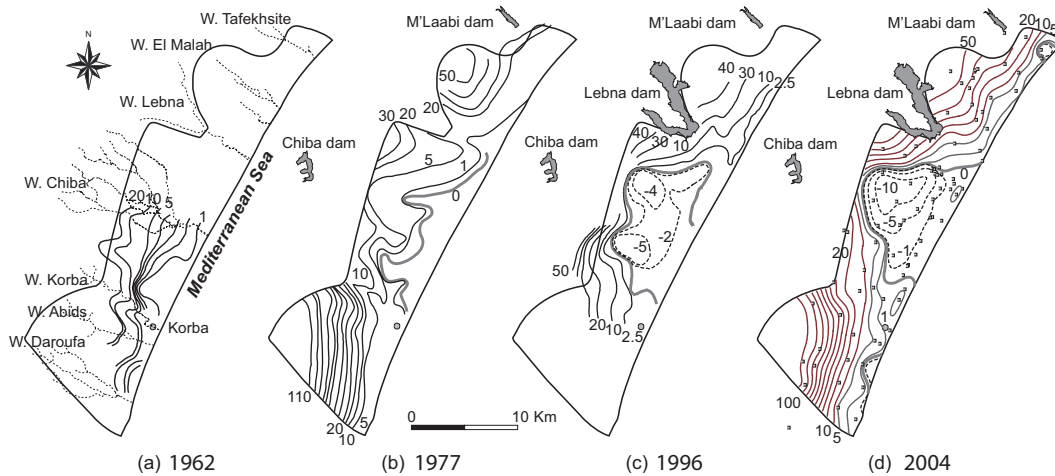 N
W. Tafekhsite
W. El Malah
W. Lebna
W. Chiba
20 10 5 1
W. Korba
W. Abids
W. Daroufa
Korba
Mediterranean Sea
(a) 1962
M'Laabi dam
50
20
30 20
Chiba dam
5
1
0
10
110
20
10
5
0 10 Km
(b) 1977
M'Laabi dam
Lebna dam
40
30
10
2.5
40
30
10
Chiba dam
-4
-2
-5
50
20
10
2.5
(c) 1996
M'Laabi dam
20 10 5
50
Lebna dam
Chiba dam
0
-10
-5
-1
20
1
100
10
5
(d) 2004